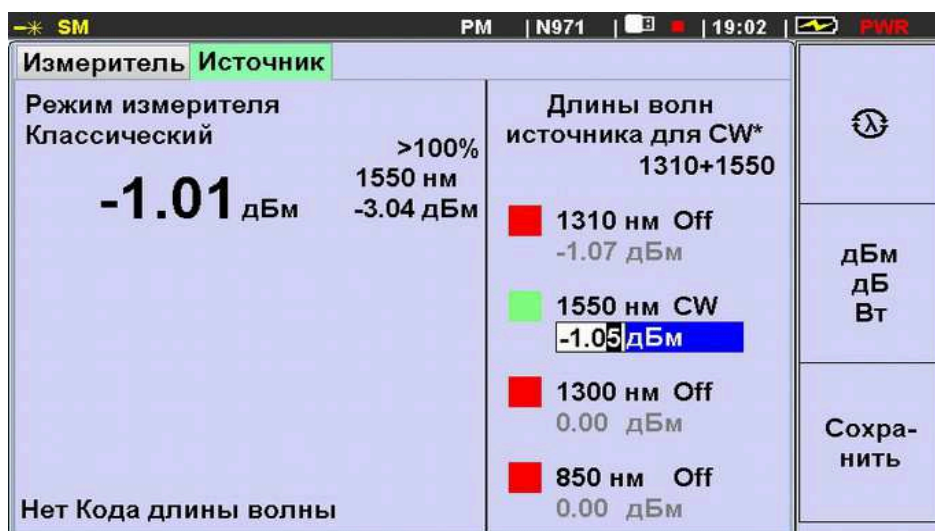 SM PM | N971 | | 19:02 | PWR
Измеритель Источник
Режим измерителя
Классический
>100%
1550 нм
-1.01 дБм -3.04 дБм
Нет Кода длины волны
Длины волн
источника для CW*
1310+1550
1310 нм Off
-1.07 дБм
1550 нм CW
-1.05 дБм
1300 нм Off
0.00 дБм
850 нм Off
0.00 дБм
λ
дБм
дБ
Вт
Сохра-
нить